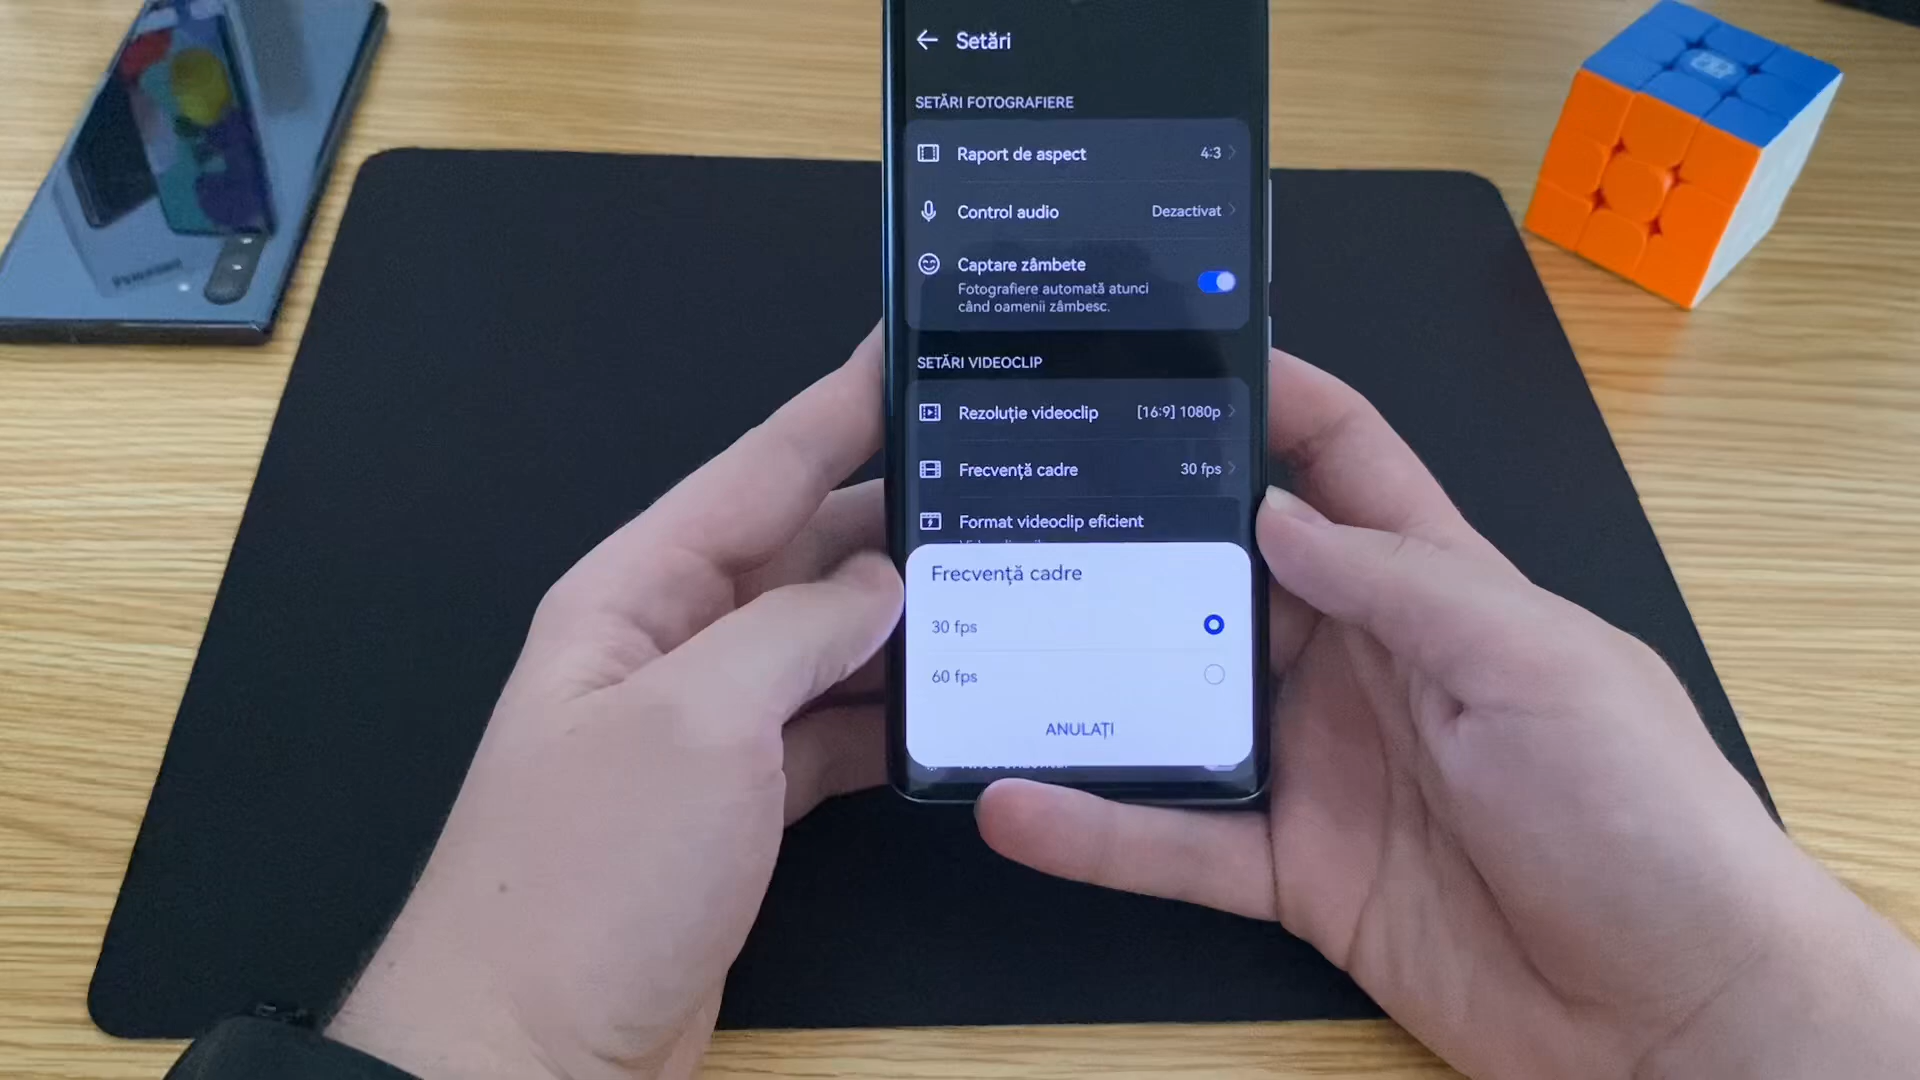 Setări
SETĂRI FOTOGRAFIERE
Raport de aspect 4:3
Control audio Dezactivat
Captare zâmbete
Fotografiere automată atunci
când oamenii zâmbesc.
SETĂRI VIDEOCLIP
Rezoluție videoclip [16:9] 1080p
Frecvență cadre 30 fps
Format videoclip eficient
Frecvență cadre
30 fps
60 fps
ANULAȚI